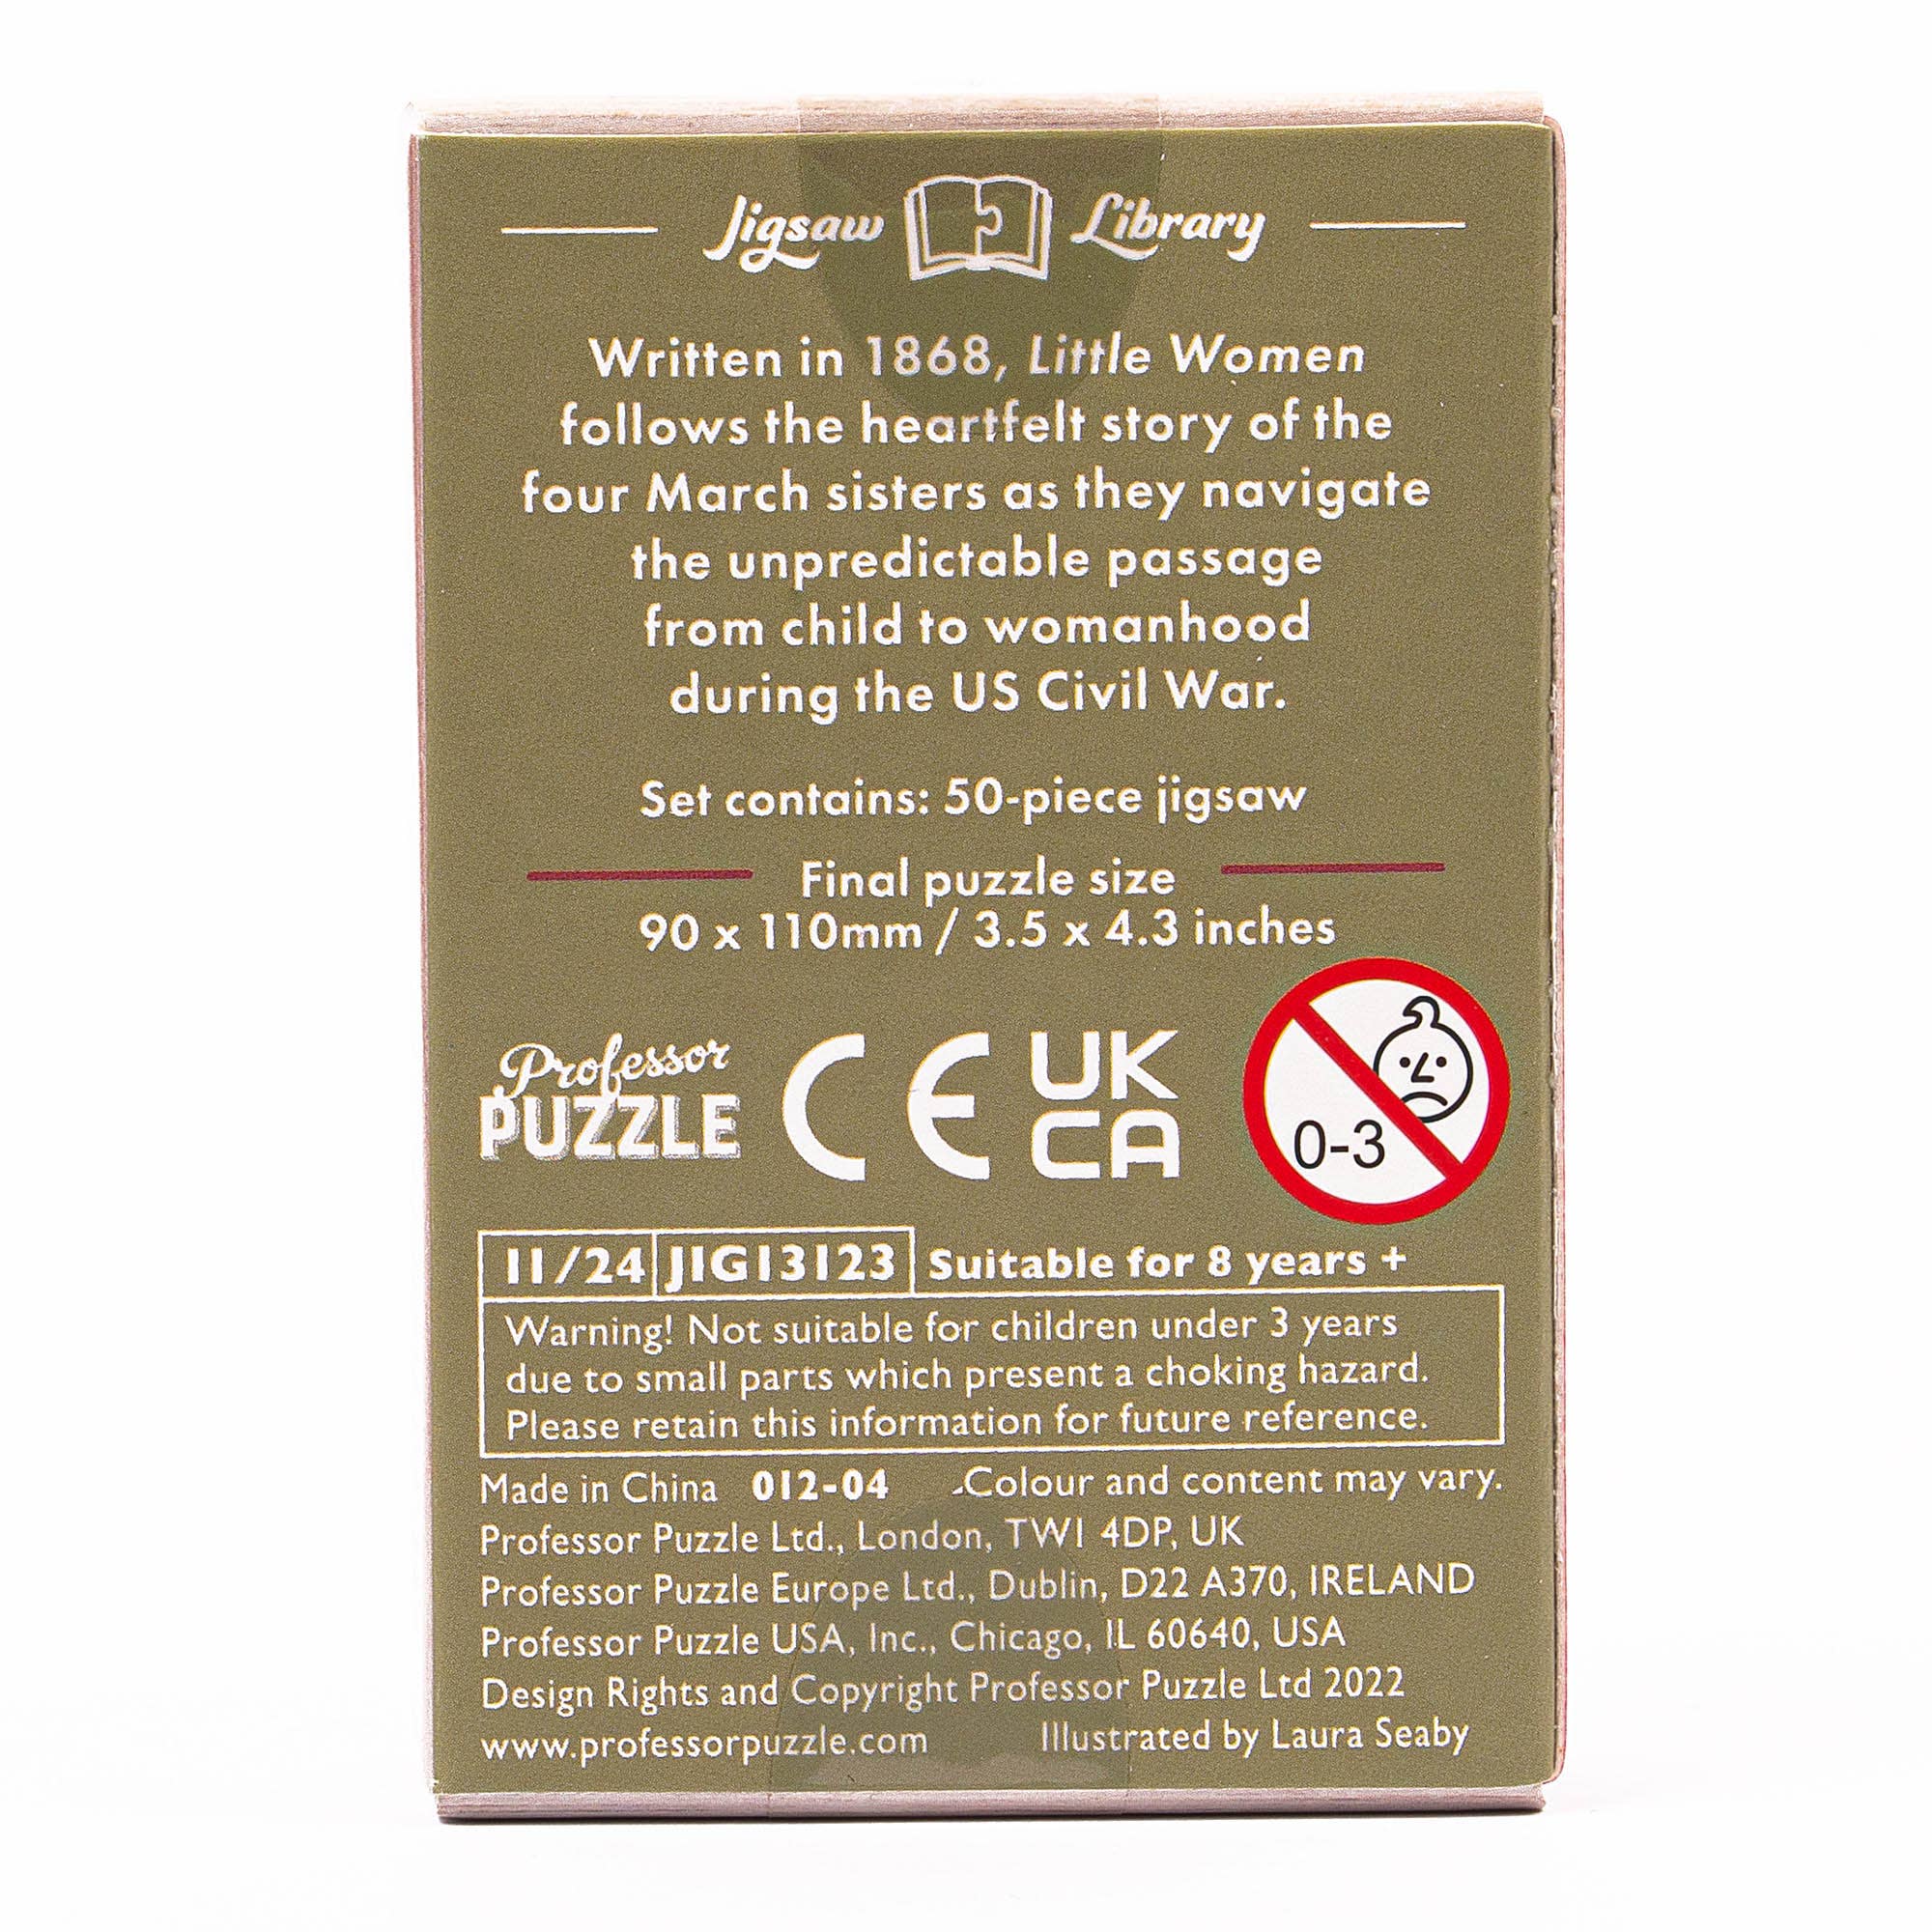 Jigsaw Library
Written in 1868, Little Women
follows the heartfelt story of the
four March sisters as they navigate
the unpredictable passage
from child to womanhood
during the US Civil War.
Set contains: 50-piece jigsaw
Final puzzle size
90 x 110mm / 3.5 x 4.3 inches
Professor
PUZZLE
CE
UK
CA
0-3
11/24 JIG13123 Suitable for 8 years +
Warning! Not suitable for children under 3 years
due to small parts which present a choking hazard.
Please retain this information for future reference.
Made in China 012-04 Colour and content may vary.
Professor Puzzle Ltd., London, TW1 4DP, UK
Professor Puzzle Europe Ltd., Dublin, D22 A370, IRELAND
Professor Puzzle USA, Inc., Chicago, IL 60640, USA
Design Rights and Copyright Professor Puzzle Ltd 2022
www.professorpuzzle.com Illustrated by Laura Seaby